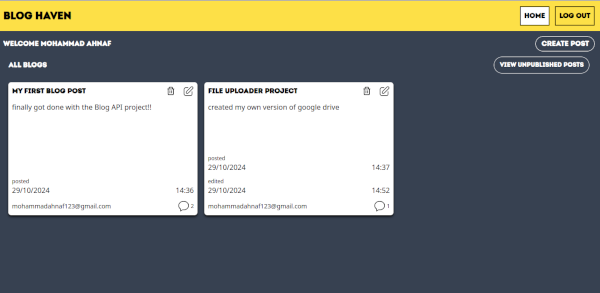 BLOG HAVEN
HOME
LOG OUT
WELCOME MOHAMMAD AHNAF
CREATE POST
ALL BLOGS
VIEW UNPUBLISHED POSTS
MY FIRST BLOG POST
finally got done with the Blog API project!!
posted
29/10/2024 14:36
mohammadahnaf123@gmail.com 2
FILE UPLOADER PROJECT
created my own version of google drive
posted
29/10/2024 14:37
edited
29/10/2024 14:52
mohammadahnaf123@gmail.com 1